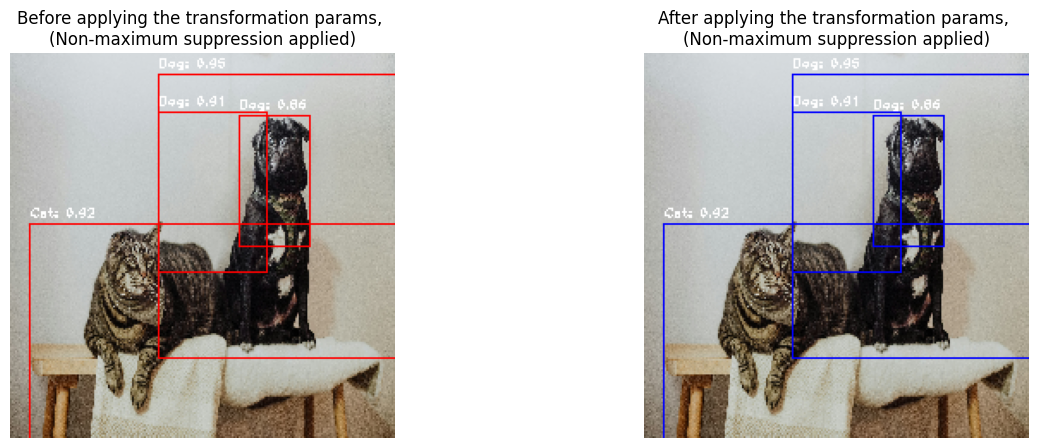 Before applying the transformation params,
(Non-maximum suppression applied)
Dog: 0.95
Dog: 0.91
Dog: 0.86
Cat: 0.92
After applying the transformation params,
(Non-maximum suppression applied)
Dog: 0.95
Dog: 0.91
Dog: 0.86
Cat: 0.92